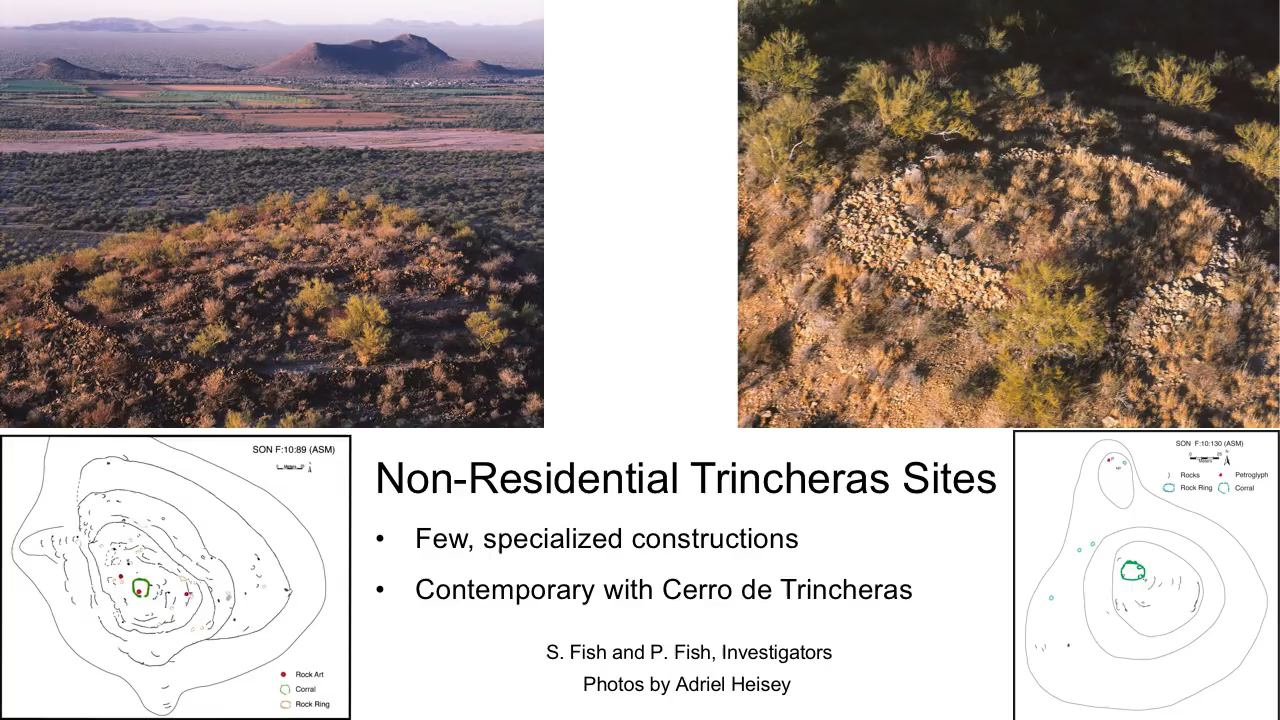 SON F:10:89 (ASM)
Meters
N
Rock Art
Corral
Rock Ring
Non-Residential Trincheras Sites
• Few, specialized constructions
• Contemporary with Cerro de Trincheras
S. Fish and P. Fish, Investigators
Photos by Adriel Heisey
SON F:10:130 (ASM)
Meters
Rocks
Petroglyph
Rock Ring
Corral